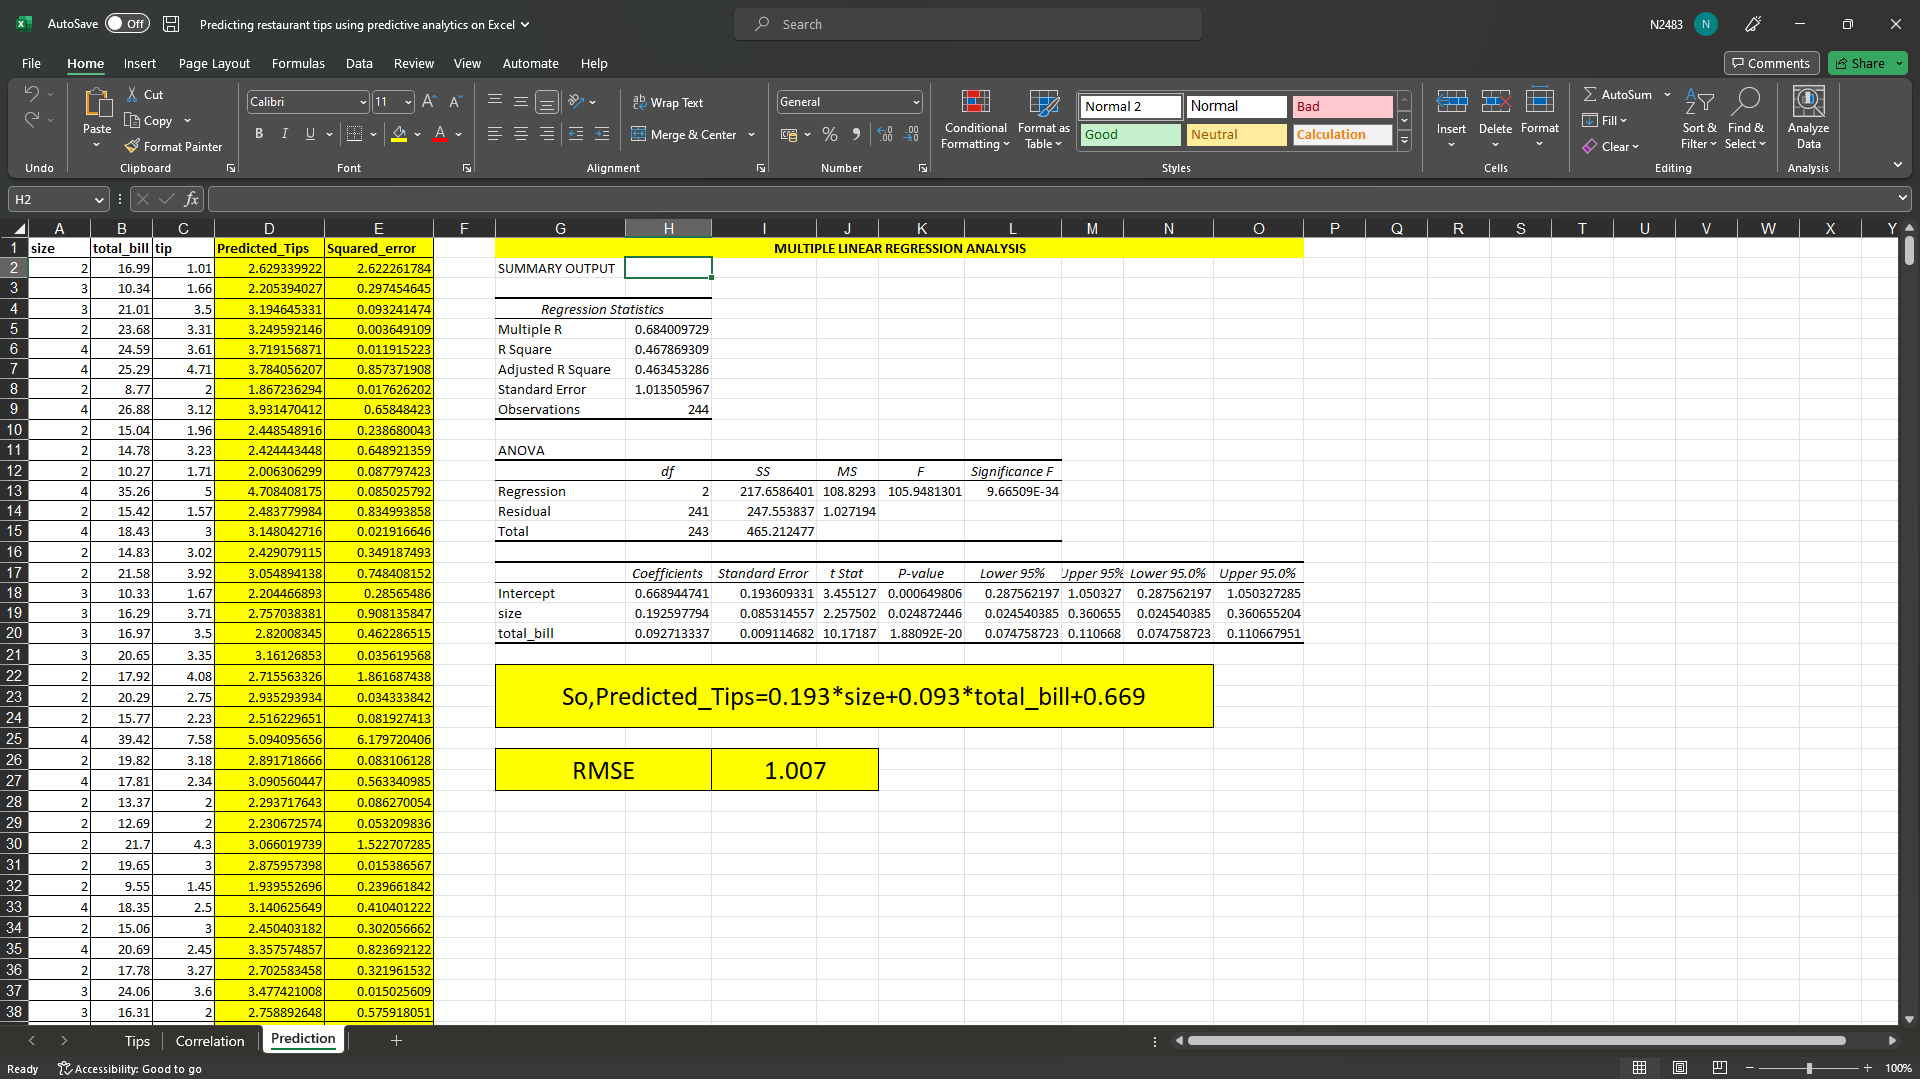 AutoSave Off Predicting restaurant tips using predictive analytics on Excel Search N2483 N
File Home Insert Page Layout Formulas Data Review View Automate Help Comments Share
Cut
Copy
Format Painter
Paste
Calibri 11
B I U A
Wrap Text
Merge & Center
General
Conditional Formatting
Format as Table
Normal 2 Normal Bad
Good Neutral Calculation
Insert Delete Format
AutoSum
Fill
Clear
Sort & Filter
Find & Select
Analyze Data
Undo Clipboard Font Alignment Number Styles Cells Editing Analysis
H2 fx
A B C D E F G H I J K L M N O P Q R S T U V W X Y
1 size total_bill tip Predicted_Tips Squared_error MULTIPLE LINEAR REGRESSION ANALYSIS
2 2 16.99 1.01 2.629339922 2.622261784 SUMMARY OUTPUT
3 3 10.34 1.66 2.205394027 0.297454645
4 3 21.01 3.5 3.194645331 0.093241474 Regression Statistics
5 2 23.68 3.31 3.249592146 0.003649109 Multiple R 0.684009729
6 4 24.59 3.61 3.719156871 0.011915223 R Square 0.467869309
7 4 25.29 4.71 3.784056207 0.857371908 Adjusted R Square 0.463453286
8 2 8.77 2 1.867236294 0.017626202 Standard Error 1.013505967
9 4 26.88 3.12 3.931470412 0.65848423 Observations 244
10 2 15.04 1.96 2.448548916 0.238680043
11 2 14.78 3.23 2.424443448 0.648921359 ANOVA
12 2 10.27 1.71 2.006306299 0.087797423 df SS MS F Significance F
13 4 35.26 5 4.708408175 0.085025792 Regression 2 217.6586401 108.8293 105.9481301 9.66509E-34
14 2 15.42 1.57 2.483779984 0.834993858 Residual 241 247.553837 1.027194
15 4 18.43 3 3.148042716 0.021916646 Total 243 465.212477
16 2 14.83 3.02 2.429079115 0.349187493
17 2 21.58 3.92 3.054894138 0.748408152 Coefficients Standard Error t Stat P-value Lower 95% Upper 95% Lower 95.0% Upper 95.0%
18 3 10.33 1.67 2.204466893 0.28565486 Intercept 0.668944741 0.193609331 3.455127 0.000649806 0.287562197 1.050327 0.287562197 1.050327285
19 3 16.29 3.71 2.757038381 0.908135847 size 0.192597794 0.085314557 2.257502 0.024872446 0.024540385 0.360655 0.024540385 0.360655204
20 3 16.97 3.5 2.82008345 0.462286515 total_bill 0.092713337 0.009114682 10.17187 1.88092E-20 0.074758723 0.110668 0.074758723 0.110667951
21 3 20.65 3.35 3.16126853 0.035619568
22 2 17.92 4.08 2.715563326 1.861687438
23 2 20.29 2.75 2.935293934 0.034333842 So,Predicted_Tips=0.193*size+0.093*total_bill+0.669
24 2 15.77 2.23 2.516229651 0.081927413
25 4 39.42 7.58 5.094095656 6.179720406
26 2 19.82 3.18 2.891718666 0.083106128 RMSE 1.007
27 4 17.81 2.34 3.090560447 0.563340985
28 2 13.37 2 2.293717643 0.086270054
29 2 12.69 2 2.230672574 0.053209836
30 2 21.7 4.3 3.066019739 1.522707285
31 2 19.65 3 2.875957398 0.015386567
32 2 9.55 1.45 1.939552696 0.239661842
33 4 18.35 2.5 3.140625649 0.410401222
34 2 15.06 3 2.450403182 0.302056662
35 4 20.69 2.45 3.357574857 0.823692122
36 2 17.78 3.27 2.702583458 0.321961532
37 3 24.06 3.6 3.477421008 0.015025609
38 3 16.31 2 2.758892648 0.575918051
Tips Correlation Prediction
Ready Accessibility: Good to go 100%